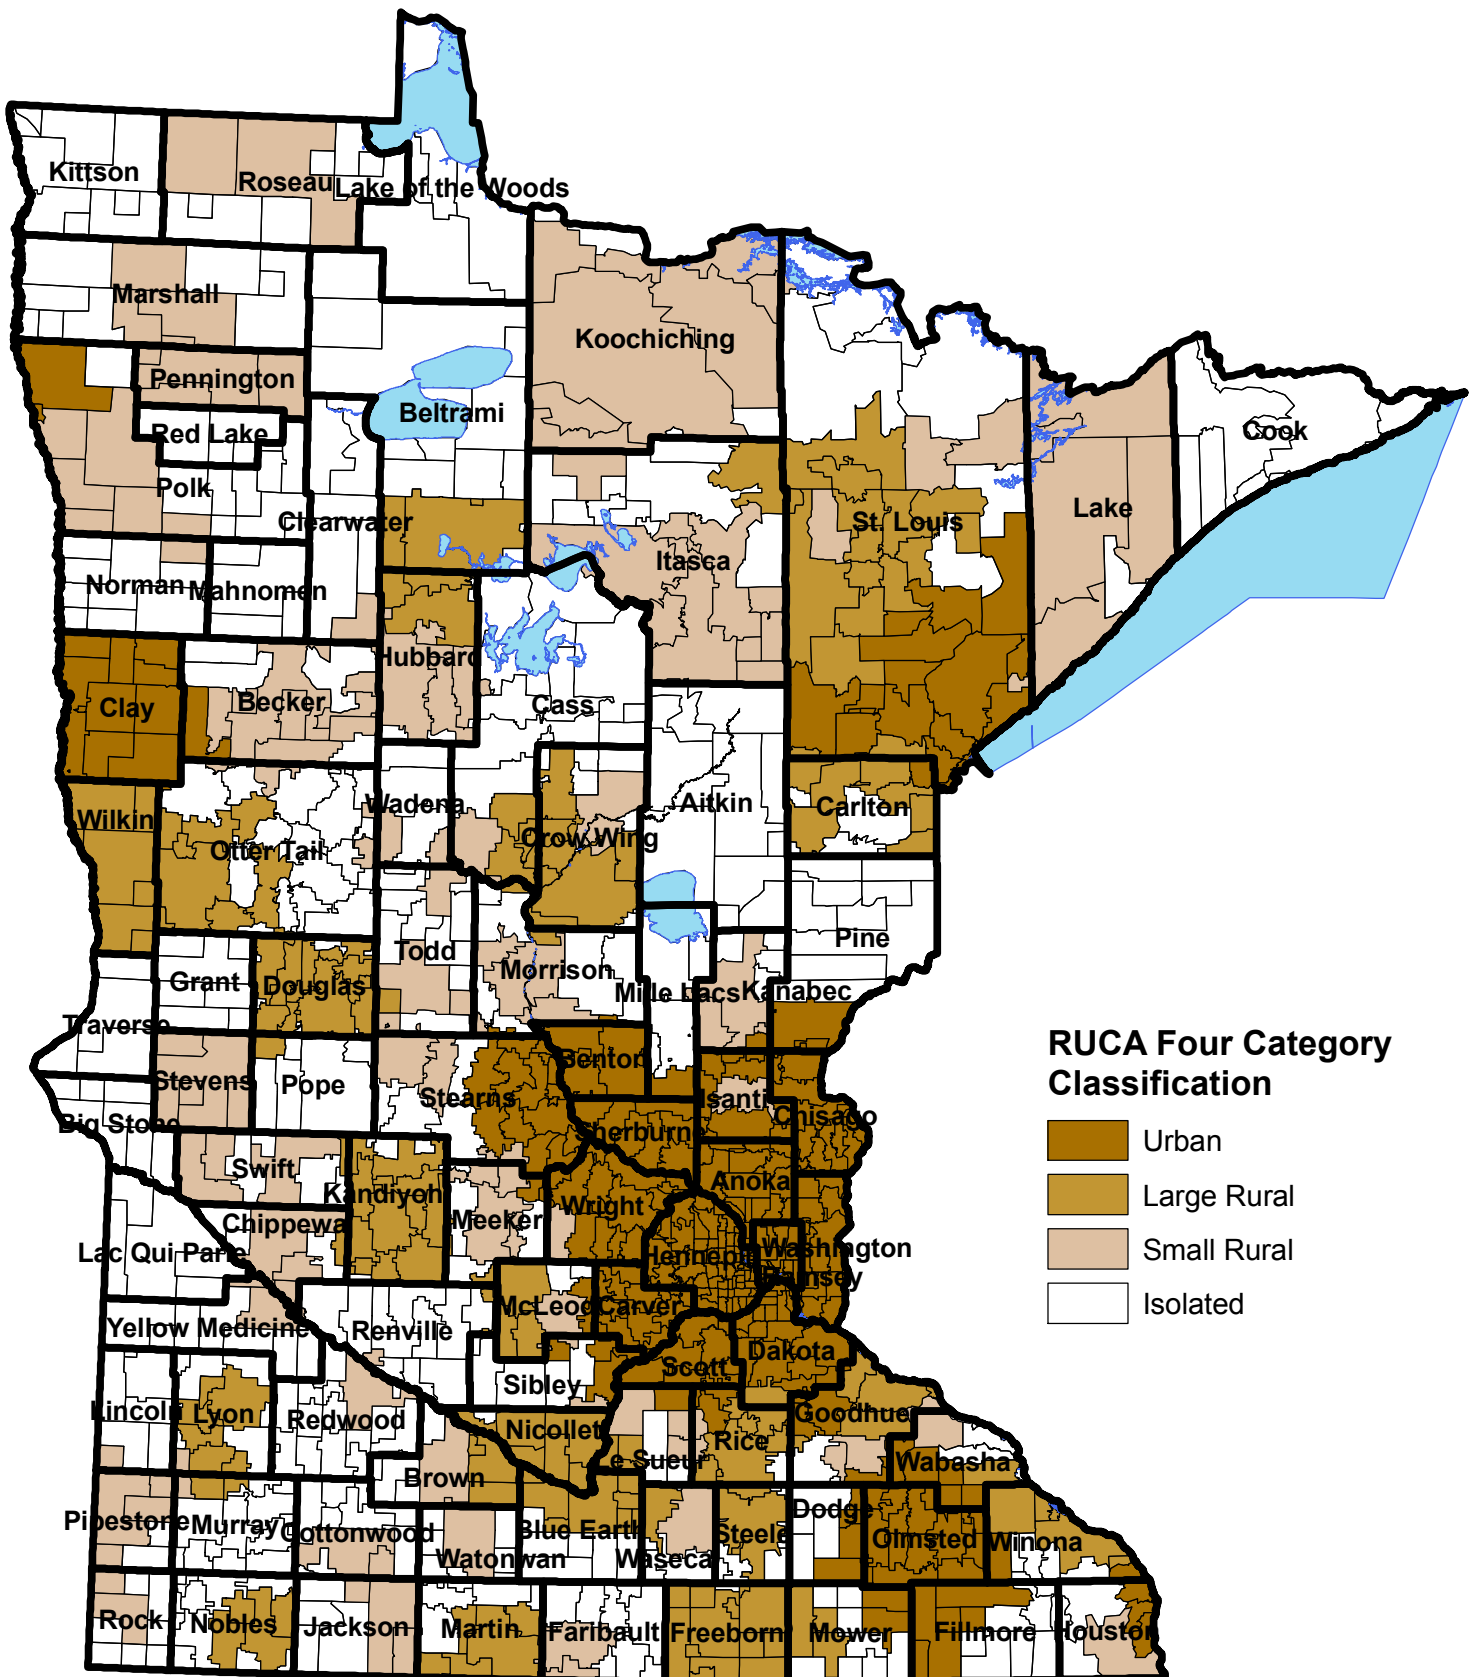 Kittson
Roseau
Lake of the Woods
Marshall
Koochiching
Pennington
Beltrami
Red Lake
Cook
Polk
Clearwater
St. Louis
Lake
Itasca
Norman
Mahnomen
Hubbard
Clay
Becker
Cass
Wilkin
Wadena
Aitkin
Carlton
Crow Wing
Otter Tail
Todd
Pine
Grant
Douglas
Morrison
Mille Lacs
Kanabec
Traverse
RUCA Four Category
Classification
Stevens
Pope
Benton
Stearns
Isanti
Chisago
Big Stone
Sherburne
Urban
Swift
Anoka
Kandiyohi
Large Rural
Wright
Chippewa
Meeker
Lac Qui Parle
Hennepin
Washington
Small Rural
Ramsey
McLeod
Carver
Isolated
Yellow Medicine
Renville
Dakota
Scott
Sibley
Lincoln
Lyon
Redwood
Goodhue
Nicollet
Rice
e Sueur
Wabasha
Brown
Dodge
Pipestone
Murray
Cottonwood
Blue Earth
Steele
Olmsted
Winona
Watonwan
Waseca
Rock
Nobles
Jackson
Martin
Faribault
Freeborn
Mower
Fillmore
Houston